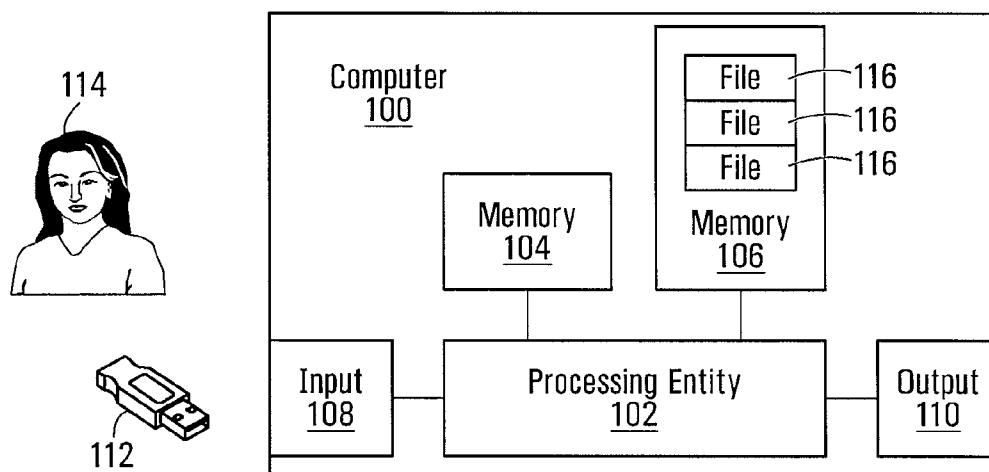 114
Computer
100
File
116
File
116
File
116
Memory
104
Memory
106
112
Input
108
Processing Entity
102
Output
110